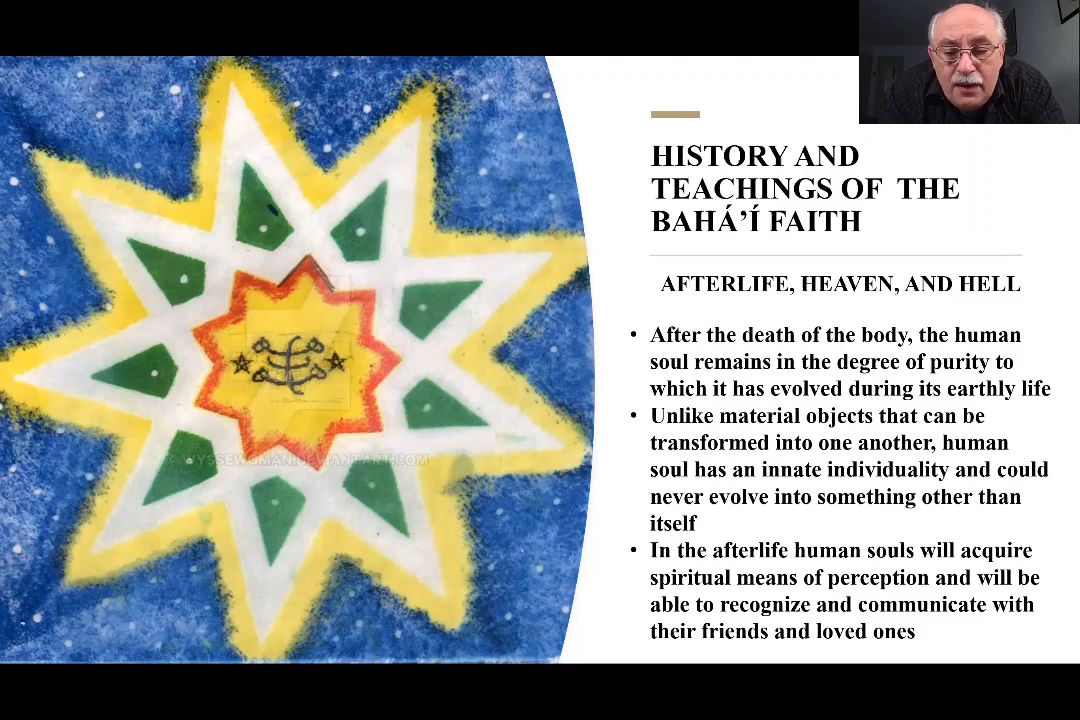 HISTORY AND
TEACHINGS OF THE
BAHÁ’Í FAITH
AFTERLIFE, HEAVEN, AND HELL
• After the death of the body, the human
soul remains in the degree of purity to
which it has evolved during its earthly life
• Unlike material objects that can be
transformed into one another, human
soul has an innate individuality and could
never evolve into something other than
itself
• In the afterlife human souls will acquire
spiritual means of perception and will be
able to recognize and communicate with
their friends and loved ones
WYSSEWOMAN.DEVIANTART.COM